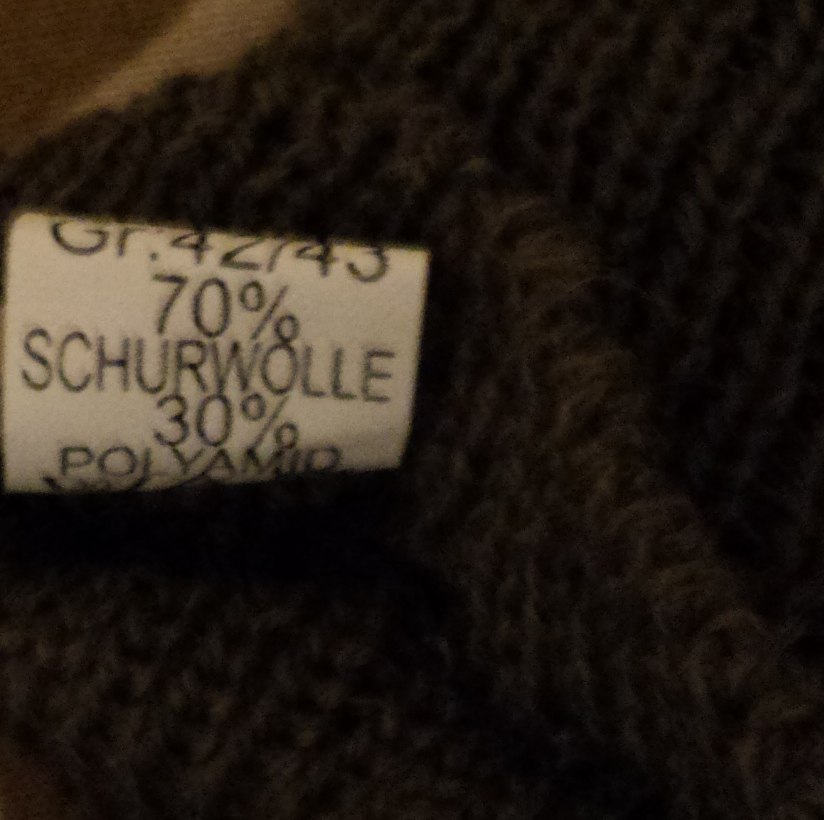 Gr.42/43
70%
SCHURWOLLE
30%
POLYAMID